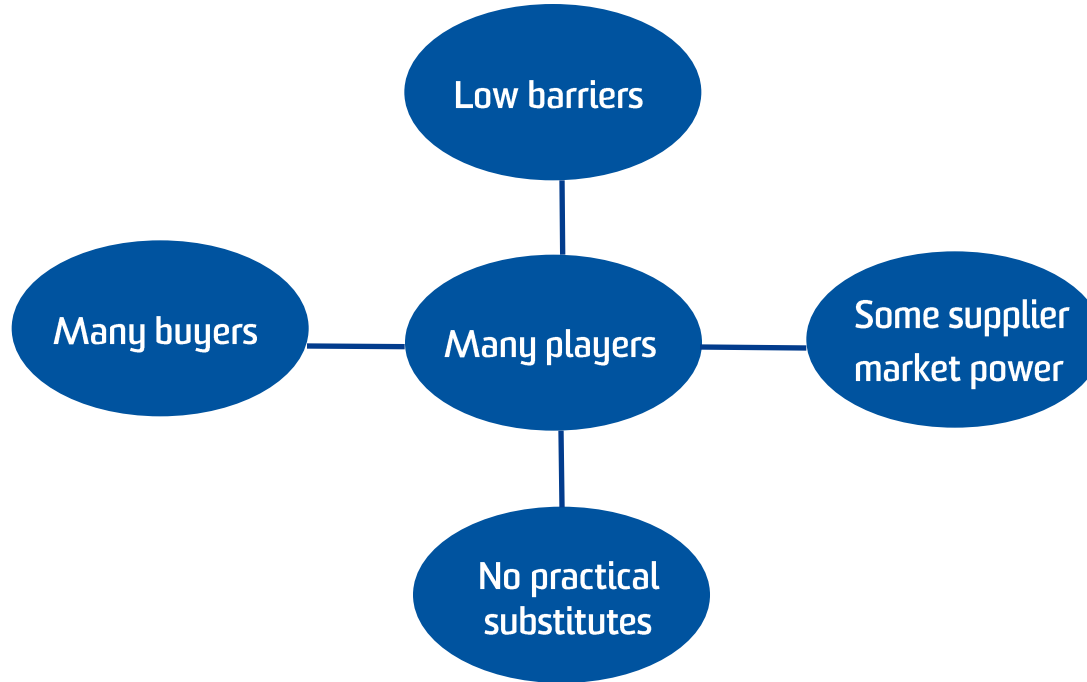 Low barriers
Many buyers
Many players
Some supplier
market power
No practical
substitutes